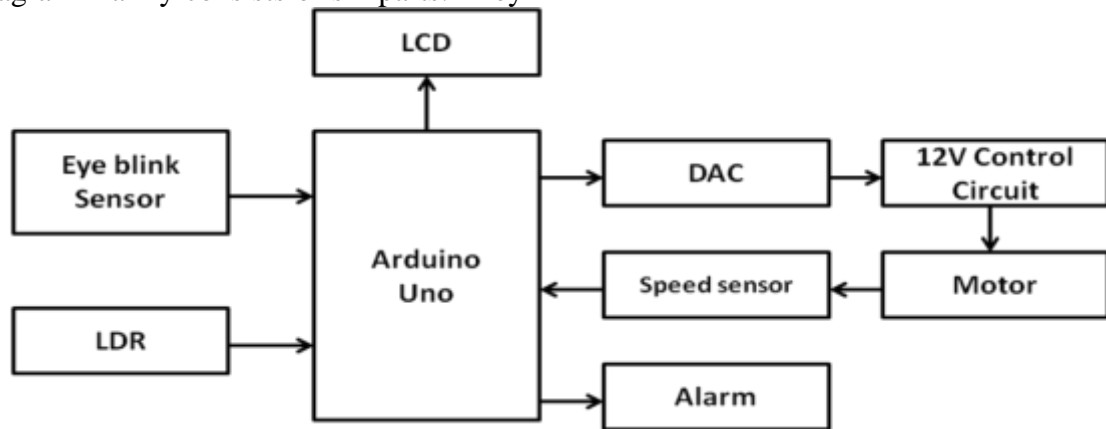 LCD
Eye blink
Sensor
LDR
Arduino
Uno
DAC
12V Control
Circuit
Speed sensor
Motor
Alarm